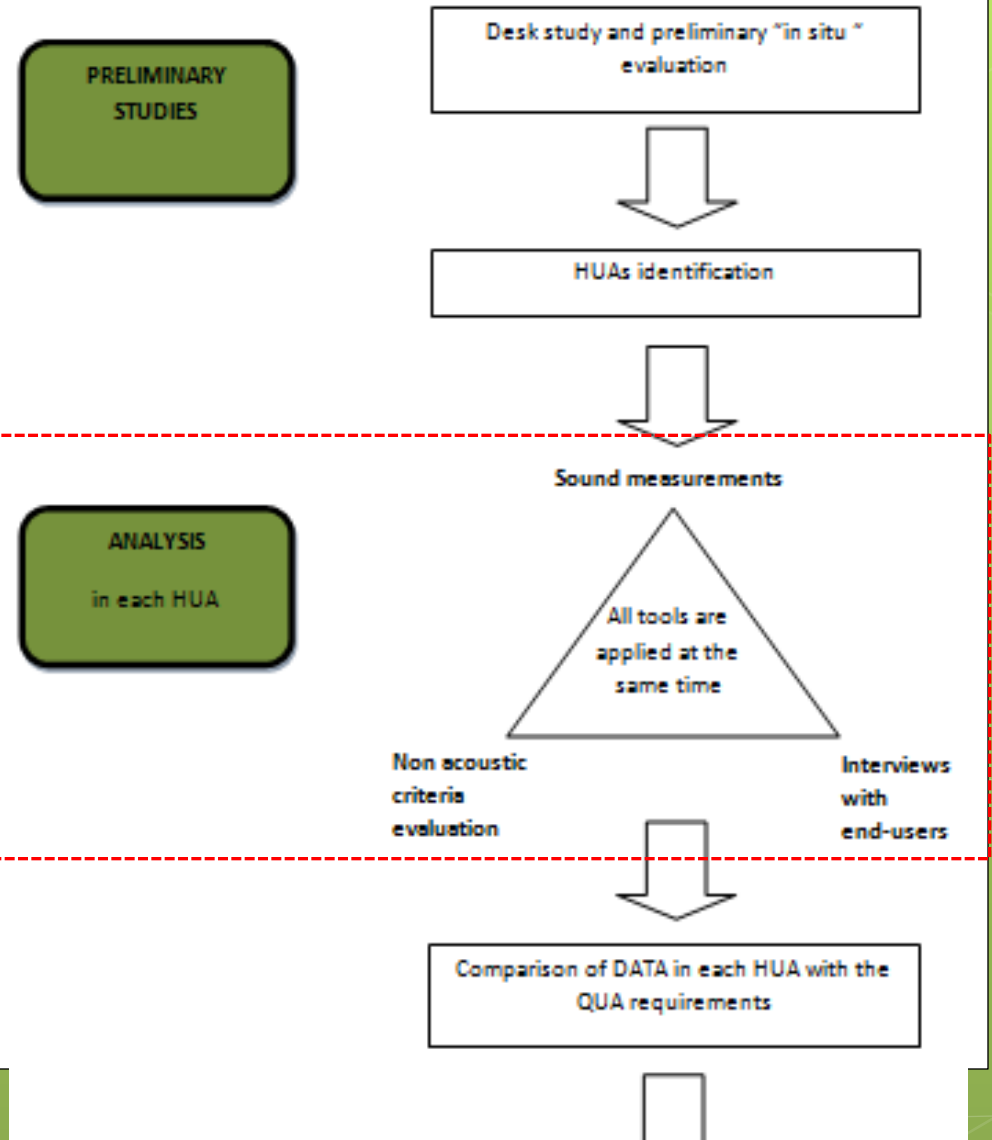 PRELIMINARY
STUDIES
Desk study and preliminary “in situ “
evaluation
HUAs identification
ANALYSIS
in each HUA
Sound measurements
All tools are
applied at the
same time
Non acoustic
criteria
evaluation
Interviews
with
end-users
Comparison of DATA in each HUA with the
QUA requirements